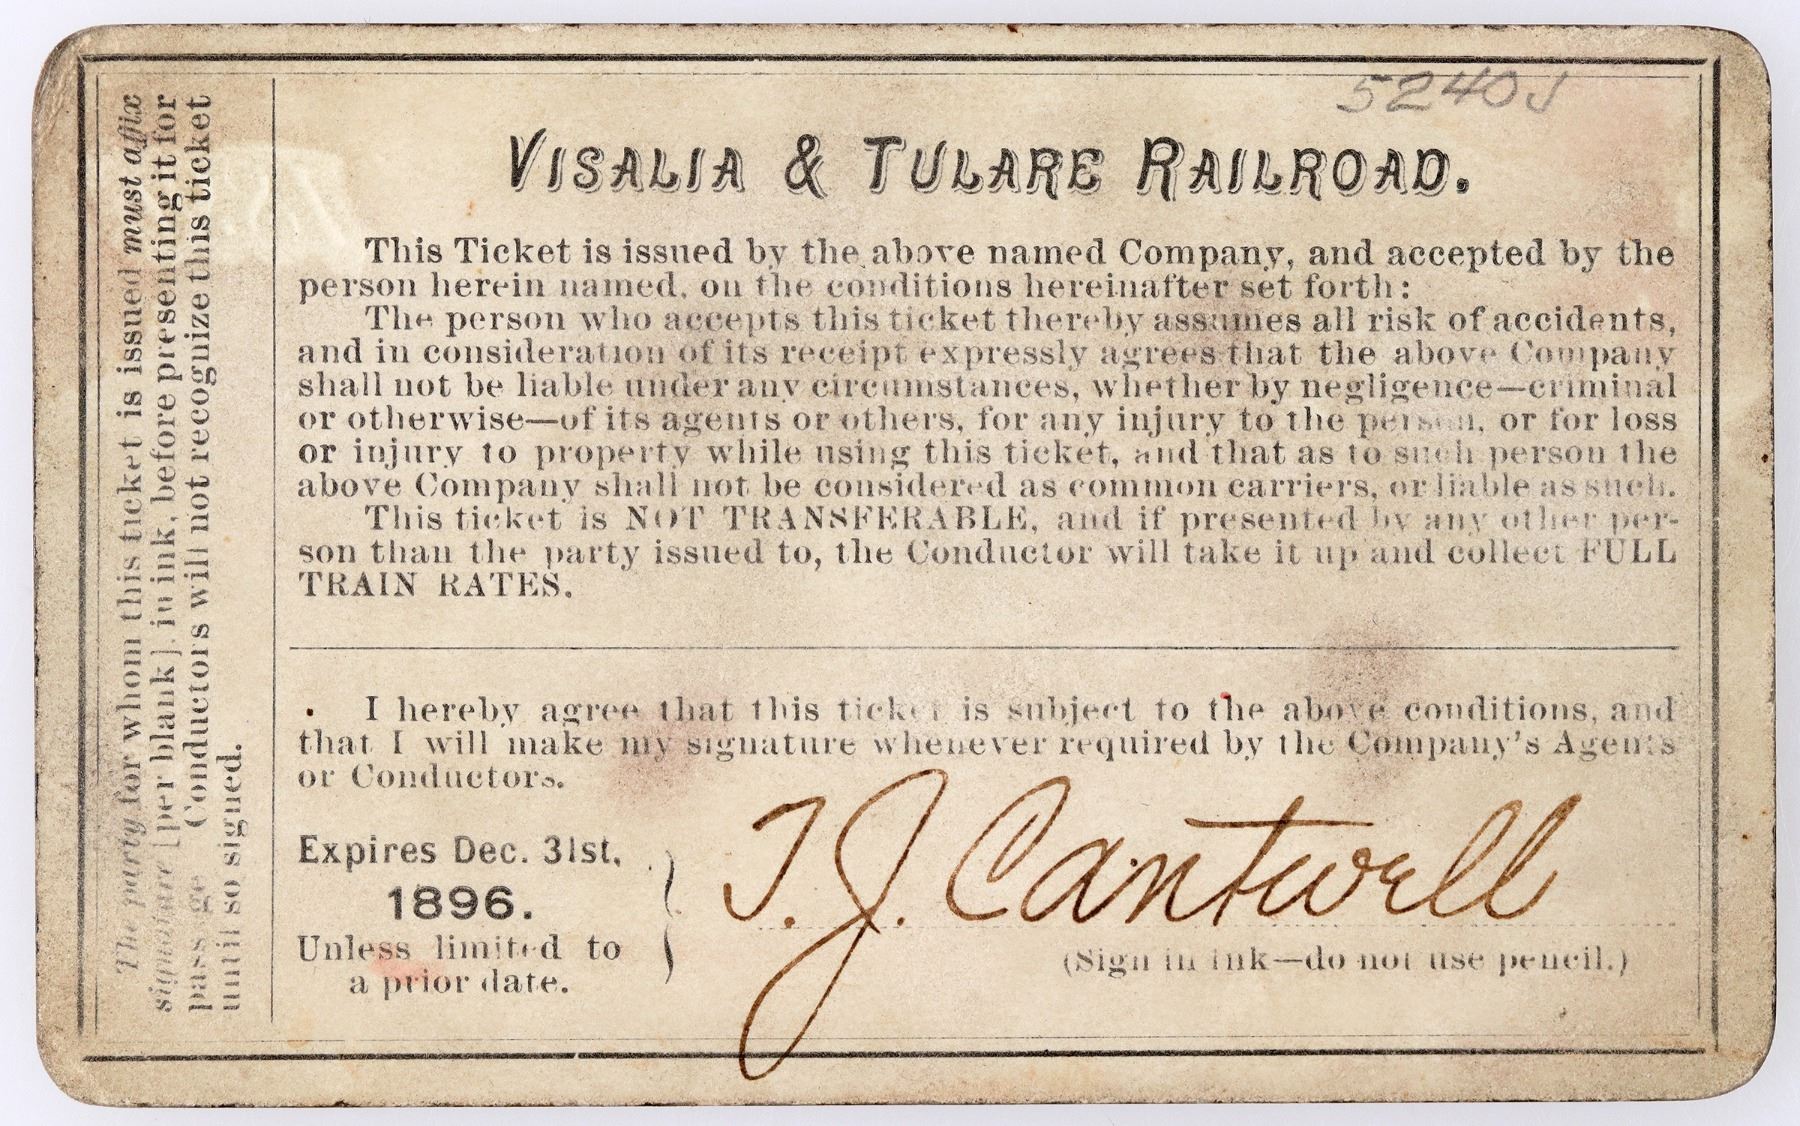 5240J
VISALIA & TULARE RAILROAD.
This Ticket is issued by the above named Company, and accepted by the
person herein named, on the conditions hereinafter set forth:
The person who accepts this ticket thereby assumes all risk of accidents,
and in consideration of its receipt expressly agrees that the above Company
shall not be liable under any circumstances, whether by negligence—criminal
or otherwise—of its agents or others, for any injury to the person, or for loss
or injury to property while using this ticket, and that as to such person the
above Company shall not be considered as common carriers, or liable as such.
This ticket is NOT TRANSFERABLE, and if presented by any other per-
son than the party issued to, the Conductor will take it up and collect FULL
TRAIN RATES.
I hereby agree that this ticket is subject to the above conditions, and
that I will make my signature whenever required by the Company's Agents
or Conductors.
Expires Dec. 31st,
1896.
Unless limited to
a prior date.
T. J. Cantwell
(Sign in Ink—do not use pencil.)
The party for whom this ticket is issued must affix
signature [per blank], in ink, before presenting it for
passage. Conductors will not recognize this ticket
until so signed.